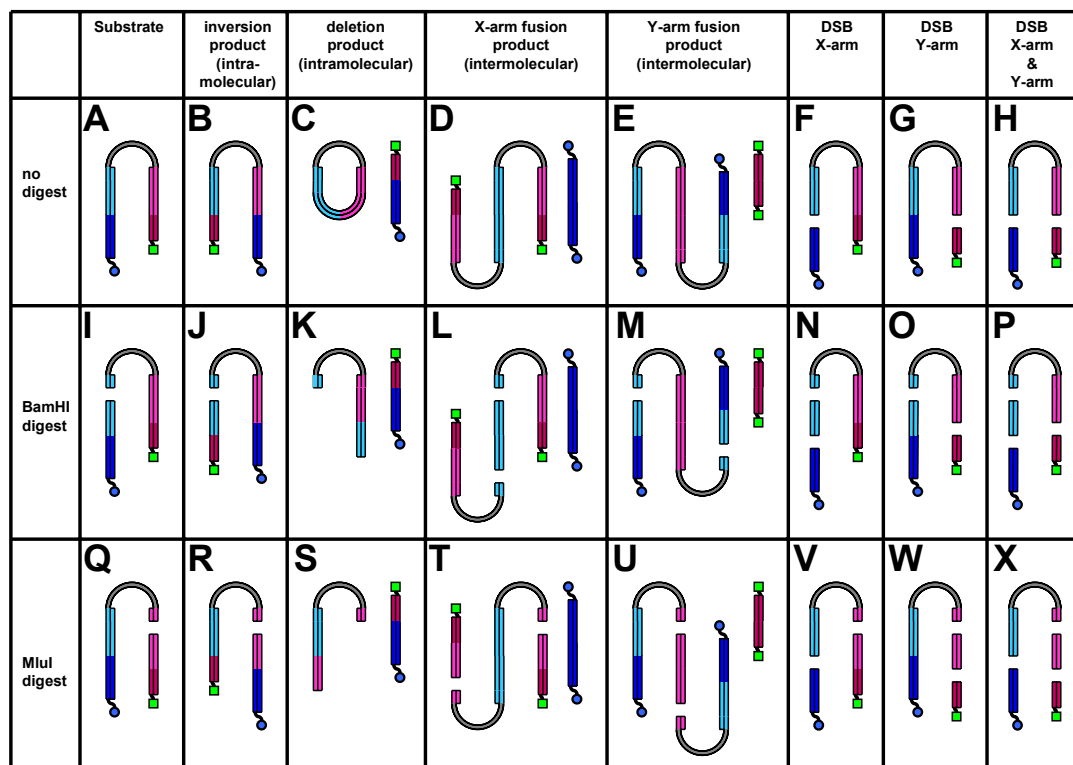 Substrate
inversion
product
(intra-
molecular)
deletion
product
(intramolecular)
X-arm fusion
product
(intermolecular)
Y-arm fusion
product
(intermolecular)
DSB
X-arm
DSB
Y-arm
DSB
X-arm
&
Y-arm
no
digest
A B C D E F G H
BamHI
digest
I J K L M N O P
MluI
digest
Q R S T U V W X